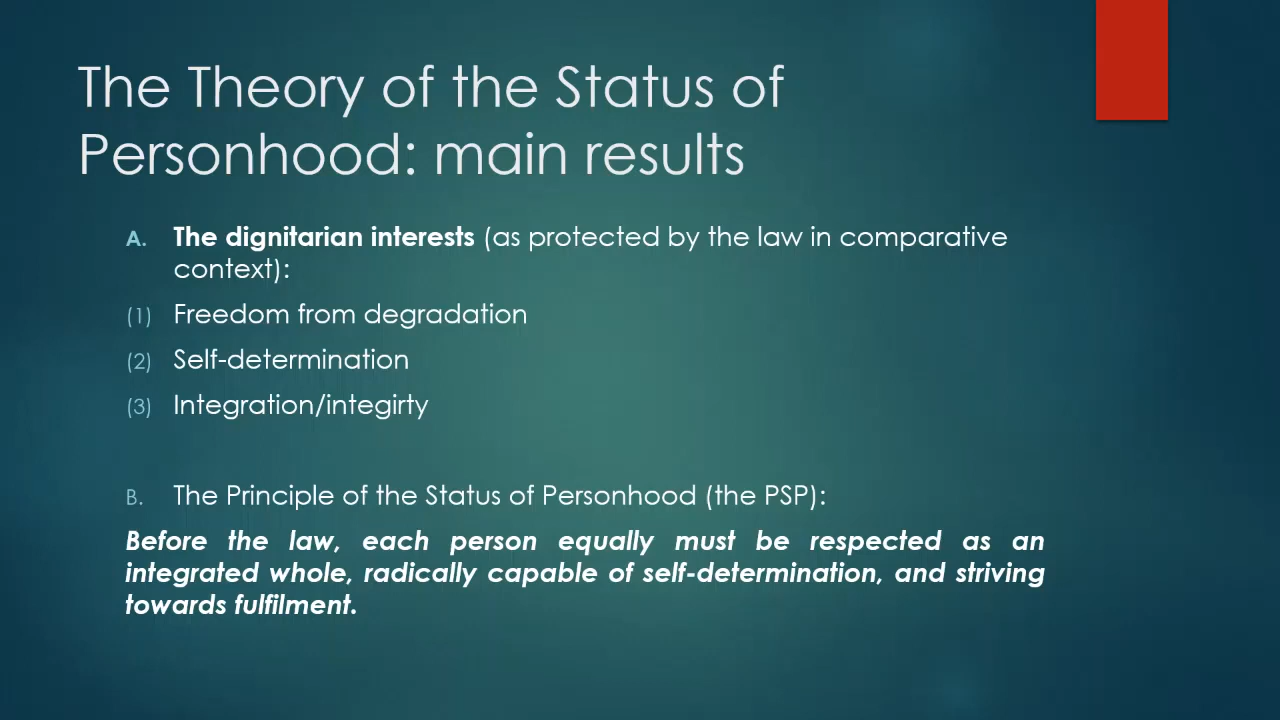 The Theory of the Status of
Personhood: main results
A. The dignitarian interests (as protected by the law in comparative
context):
(1) Freedom from degradation
(2) Self-determination
(3) Integration/integirty
B. The Principle of the Status of Personhood (the PSP):
Before the law, each person equally must be respected as an
integrated whole, radically capable of self-determination, and striving
towards fulfilment.